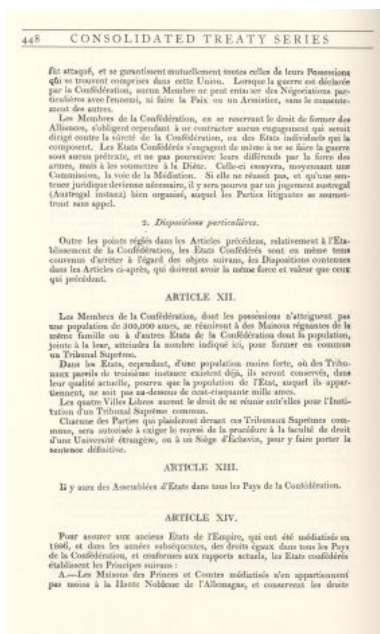 448 CONSOLIDATED TREATY SERIES
fût attaqué, et se garantissent mutuellement toutes celles de leurs Possessions
qui se trouvent comprises dans cette Union. Lorsque la guerre est déclarée
par la Confédération, aucun Membre ne peut entamer des Négociations par-
ticulières avec l'ennemi, ni faire la Paix ou un Armistice, sans le consente-
ment des autres.
Les Membres de la Confédération, en se reservant le droit de former des
Alliances, s'obligent cependant à ne contracter aucun engagement qui serait
dirigé contre la sûreté de la Confédération, ou des Etats individuels qui la
composent. Les Etats Confédérés s'engagent de même à ne se faire la guerre
sous aucun prétexte, et ne pas poursuivre leurs différends par la force des
armes, mais à les soumettre à la Diète. Celle-ci essayera, moyennant une
Commission, la voie de la Médiation. Si elle ne réussit pas, et qu'une sen-
tence juridique devienne nécessaire, il y sera pourvu par un jugement austregal
(Austregal instanz) bien organisé, auquel les Parties litigantes se soumet-
tront sans appel.
2. Dispositions particulières.
Outre les points réglés dans les Articles précédens, relativement à l'Eta-
blissement de la Confédération, les Etats Confédérés sont en même tems
convenus d'arrêter à l'égard des objets suivans, les Dispositions contenues
dans les Articles ci-après, qui doivent avoir la même force et valeur que ceux
qui précédent.
ARTICLE XII.
Les Membres de la Confédération, dont les possessions n'atteignent pas
une population de 300,000 ames, se réuniront à des Maisons régnantes de la
même famille ou à d'autres Etats de la Confédération dont la population,
jointe à la leur, atteindra le nombre indiqué ici, pour former en commun
un Tribunal Suprême.
Dans les Etats, cependant, d'une population moins forte, où des Tribu-
naux pareils de troisième instance existent déjà, ils seront conservés, dans
leur qualité actuelle, pourvu que la population de l'Etat, auquel ils appar-
tiennent, ne soit pas au-dessous de cent-cinquante mille ames.
Les quatre Villes Libres auront le droit de se réunir entr'elles pour l'Insti-
tution d'un Tribunal Suprême commun.
Chacune des Parties qui plaideront devant ces Tribunaux Suprêmes com-
muns, sera autorisée à exiger le renvoi de la procédure à la faculté de droit
d'une Université étrangère, ou à un Siège d'Échevin, pour y faire porter la
sentence définitive.
ARTICLE XIII.
Il y aura des Assemblées d'Etats dans tous les Pays de la Confédération.
ARTICLE XIV.
Pour assurer aux anciens Etats de l'Empire, qui ont été médiatisés en
1806, et dans les années subséquentes, des droits égaux dans tous les Pays
de la Confédération, et conformes aux rapports actuels, les Etats confédérés
établissent les Principes suivans :
A.—Les Maisons des Princes et Comtes médiatisés n'en appartiennent
pas moins à la Haute Noblesse de l'Allemagne, et conservent les droits